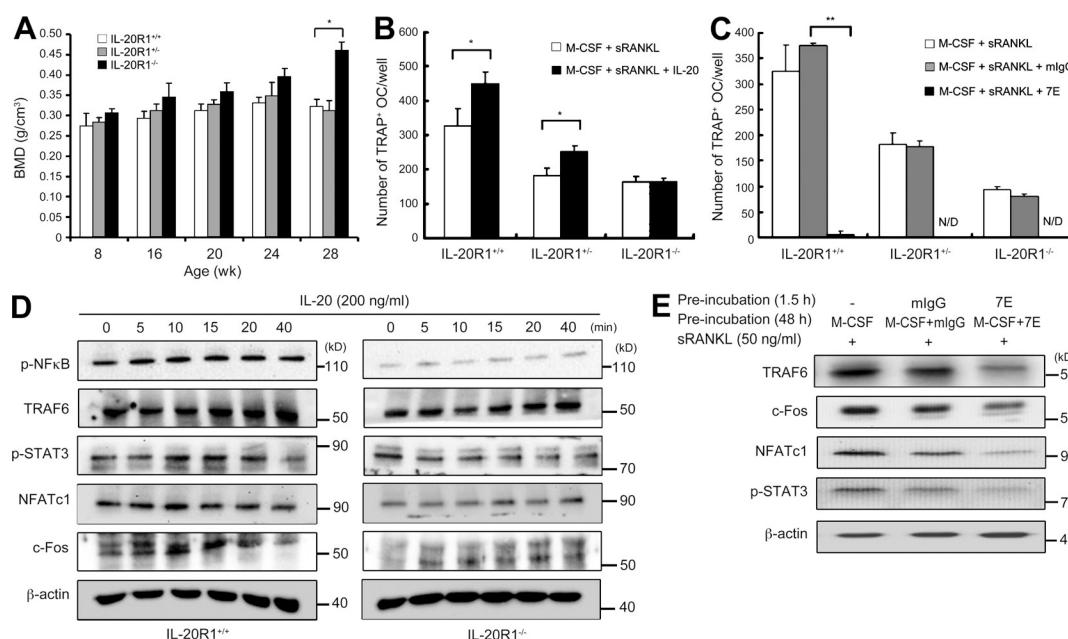 A
BMD (g/cm³)
0.50
0.45
0.40
0.35
0.30
0.25
0.20
0.15
0.10
0.05
0
IL-20R1+/+
IL-20R1+/-
IL-20R1-/-
*
8 16 20 24 28
Age (wk)
B
Number of TRAP+ OC/well
600
500
400
300
200
100
0
M-CSF + sRANKL
M-CSF + sRANKL + IL-20
*
*
IL-20R1+/+ IL-20R1+/- IL-20R1-/-
C
Number of TRAP+ OC/well
400
350
300
250
200
150
100
50
0
**
M-CSF + sRANKL
M-CSF + sRANKL + mIgG
M-CSF + sRANKL + 7E
N/D
N/D
IL-20R1+/+ IL-20R1+/- IL-20R1-/-
D
IL-20 (200 ng/ml)
0 5 10 15 20 40 0 5 10 15 20 40 (min)
(kD) (kD)
p-NFκB 110 110
TRAF6 50 50
p-STAT3 90 70
NFATc1 90 90
c-Fos 50 50
β-actin 40 40
IL-20R1+/+ IL-20R1-/-
E
Pre-incubation (1.5 h) - mIgG 7E
Pre-incubation (48 h) M-CSF M-CSF+mIgG M-CSF+7E
sRANKL (50 ng/ml) + + +
TRAF6
c-Fos
NFATc1
p-STAT3
β-actin